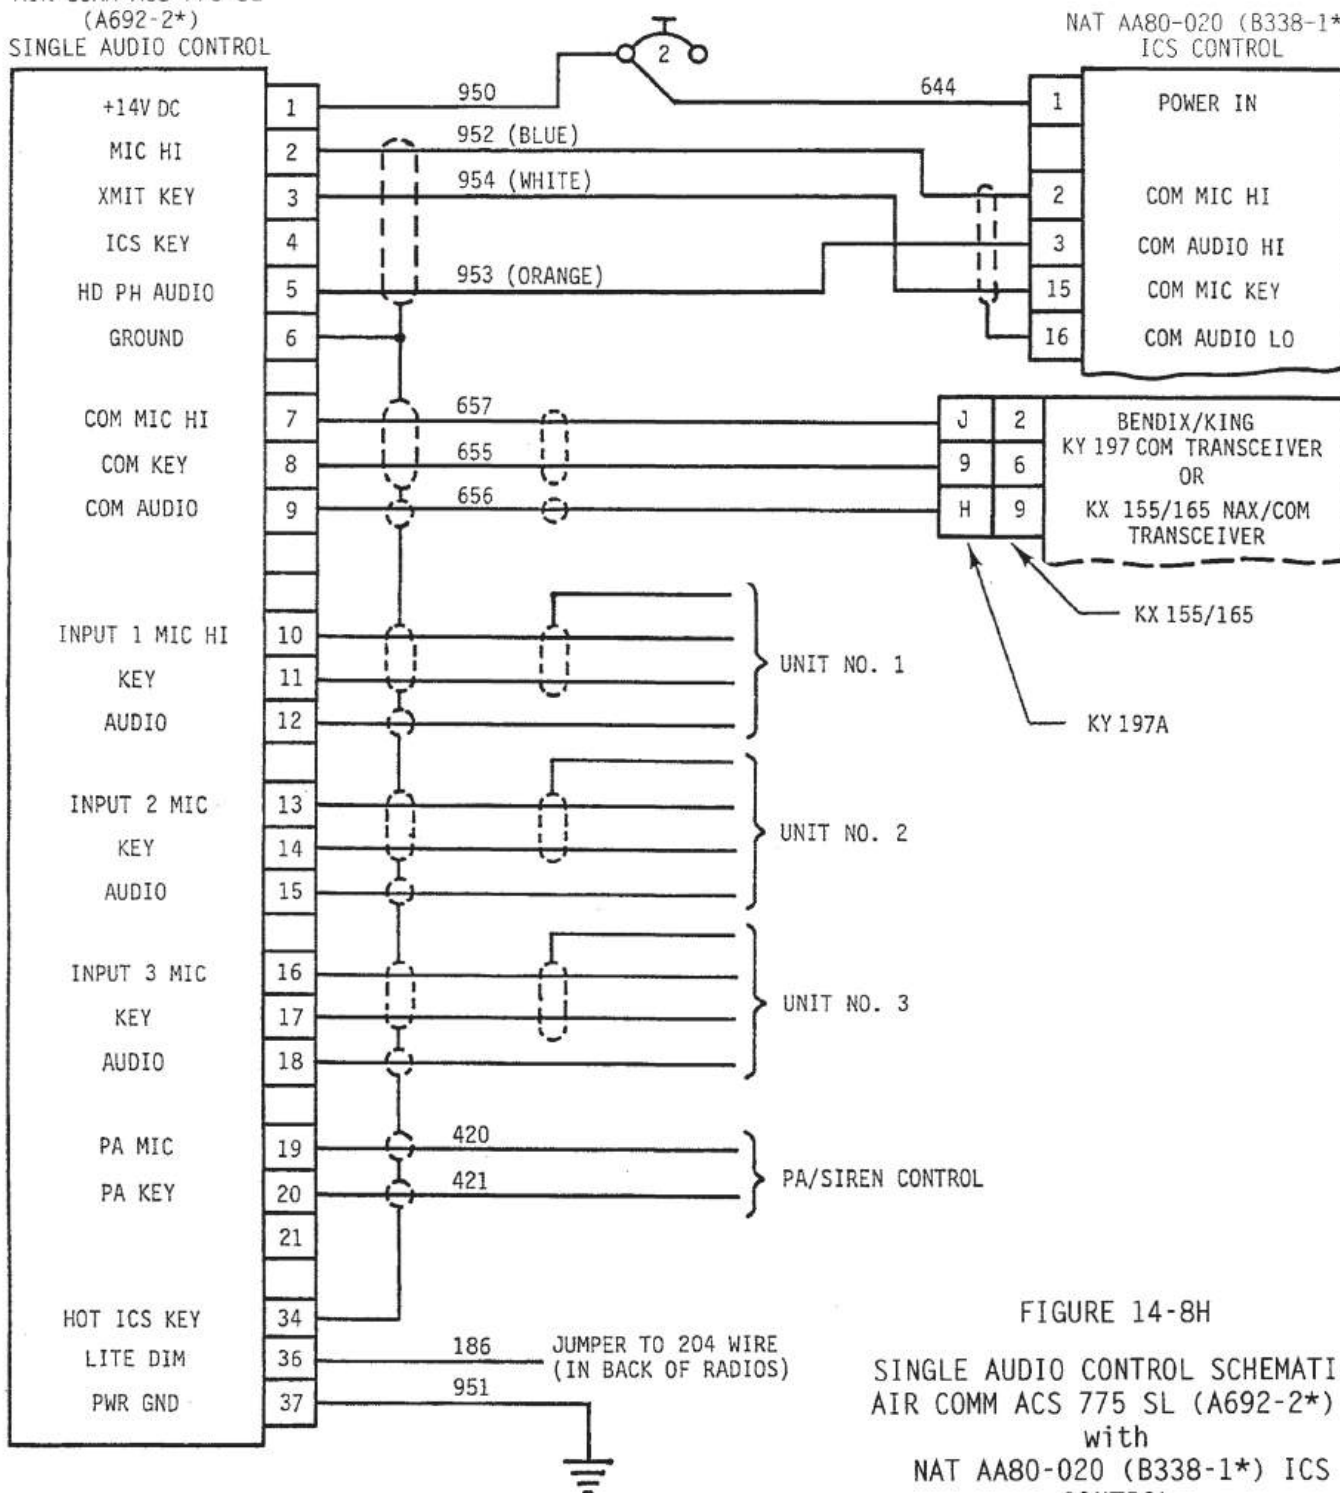 (A692-2*)
SINGLE AUDIO CONTROL
NAT AA80-020 (B338-1*
ICS CONTROL
2
+14V DC 1 950 644 1 POWER IN
MIC HI 2 952 (BLUE)
XMIT KEY 3 954 (WHITE) 2 COM MIC HI
ICS KEY 4 3 COM AUDIO HI
HD PH AUDIO 5 953 (ORANGE) 15 COM MIC KEY
GROUND 6 16 COM AUDIO LO
COM MIC HI 7 657 J 2
COM KEY 8 655 9 6
COM AUDIO 9 656 H 9
BENDIX/KING
KY 197 COM TRANSCEIVER
OR
KX 155/165 NAX/COM
TRANSCEIVER
KX 155/165
KY 197A
INPUT 1 MIC HI 10
KEY 11
AUDIO 12
UNIT NO. 1
INPUT 2 MIC 13
KEY 14
AUDIO 15
UNIT NO. 2
INPUT 3 MIC 16
KEY 17
AUDIO 18
UNIT NO. 3
PA MIC 19 420
PA KEY 20 421
PA/SIREN CONTROL
21
HOT ICS KEY 34
LITE DIM 36 186 JUMPER TO 204 WIRE
(IN BACK OF RADIOS)
PWR GND 37 951
FIGURE 14-8H
SINGLE AUDIO CONTROL SCHEMATI
AIR COMM ACS 775 SL (A692-2*)
with
NAT AA80-020 (B338-1*) ICS